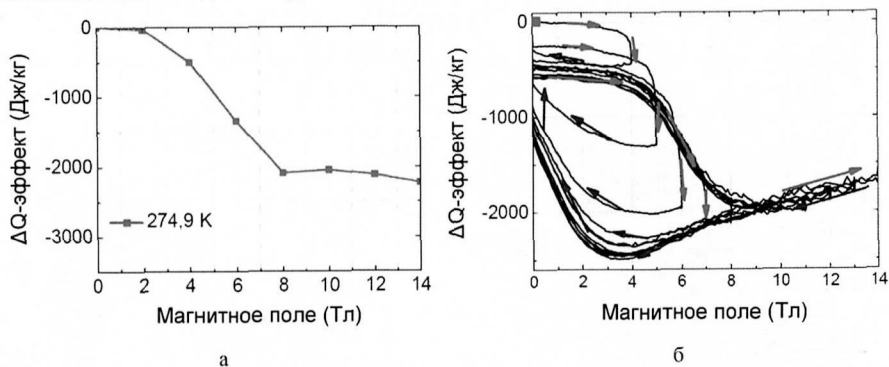 0
-1000
-2000
-3000
ΔQ-эффект (Дж/кг)
274,9 K
0 2 4 6 8 10 12 14
Магнитное поле (Тл)
а
0
-1000
-2000
ΔQ-эффект (Дж/кг)
0 2 4 6 8 10 12 14
Магнитное поле (Тл)
б